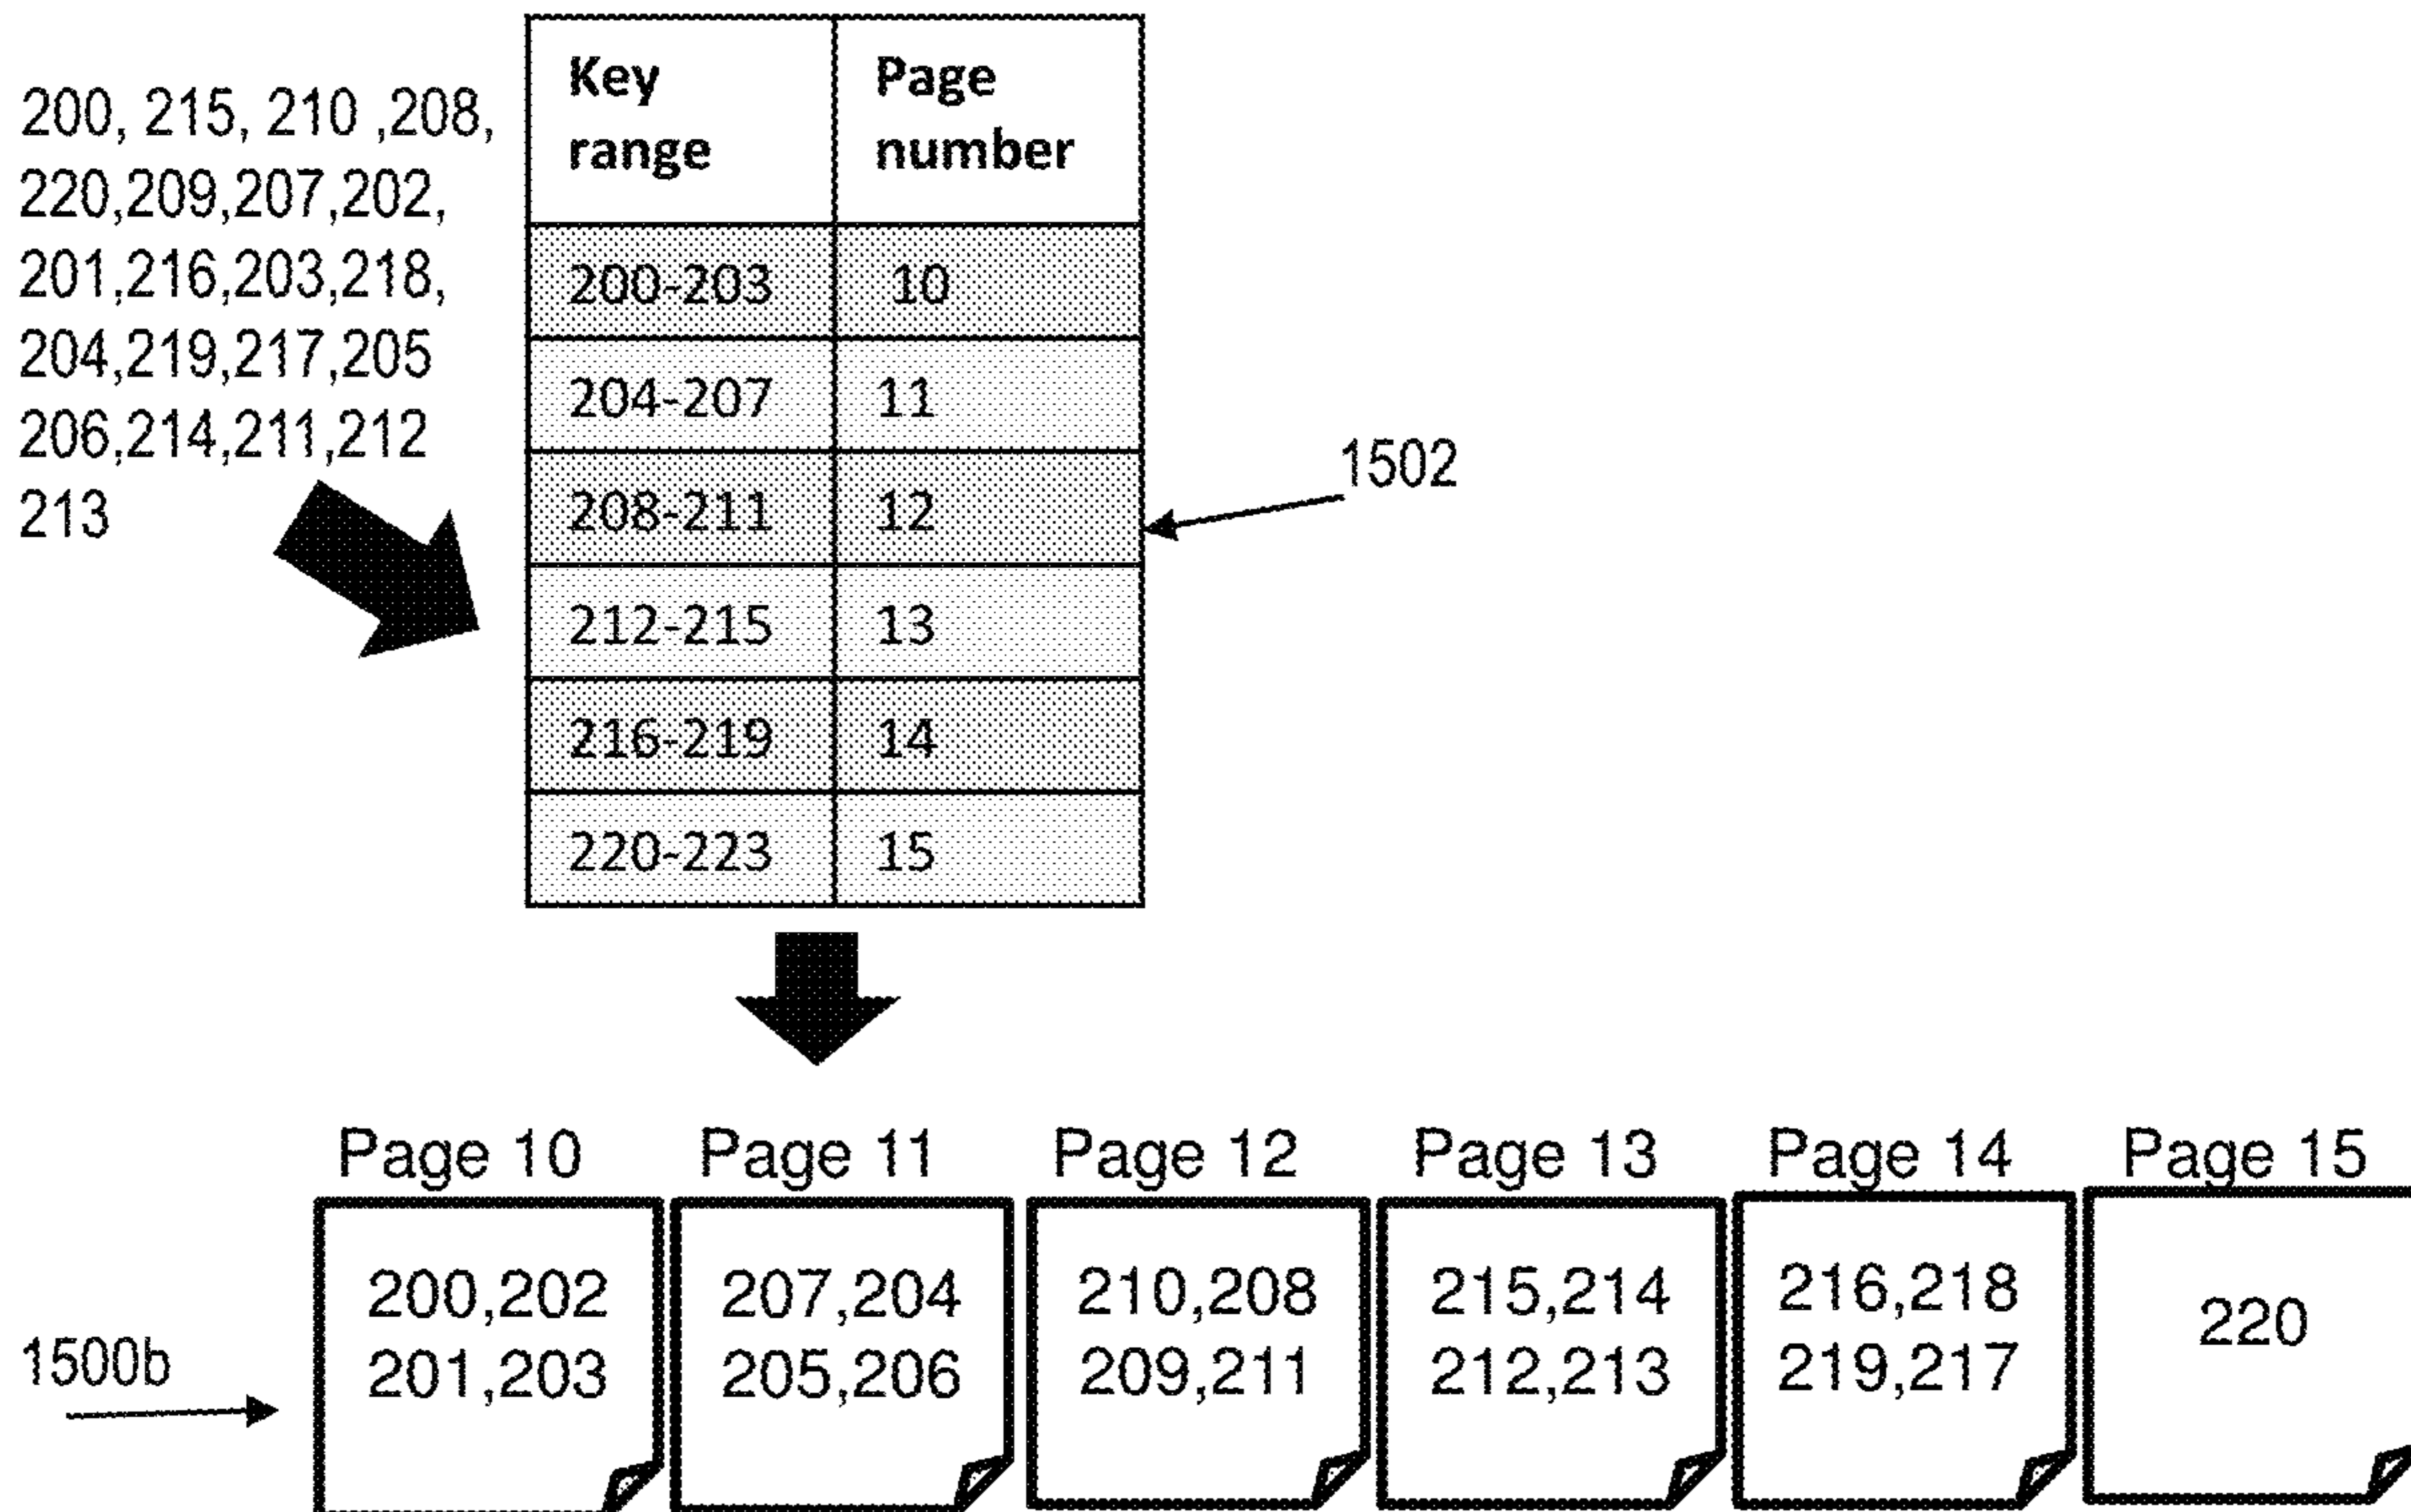 200, 215, 210 ,208,
220,209,207,202,
201,216,203,218,
204,219,217,205
206,214,211,212
213
Key range
Page number
200-203 10
204-207 11
208-211 12
212-215 13
216-219 14
220-223 15
1502
Page 10
Page 11
Page 12
Page 13
Page 14
Page 15
200,202
201,203
207,204
205,206
210,208
209,211
215,214
212,213
216,218
219,217
220
1500b